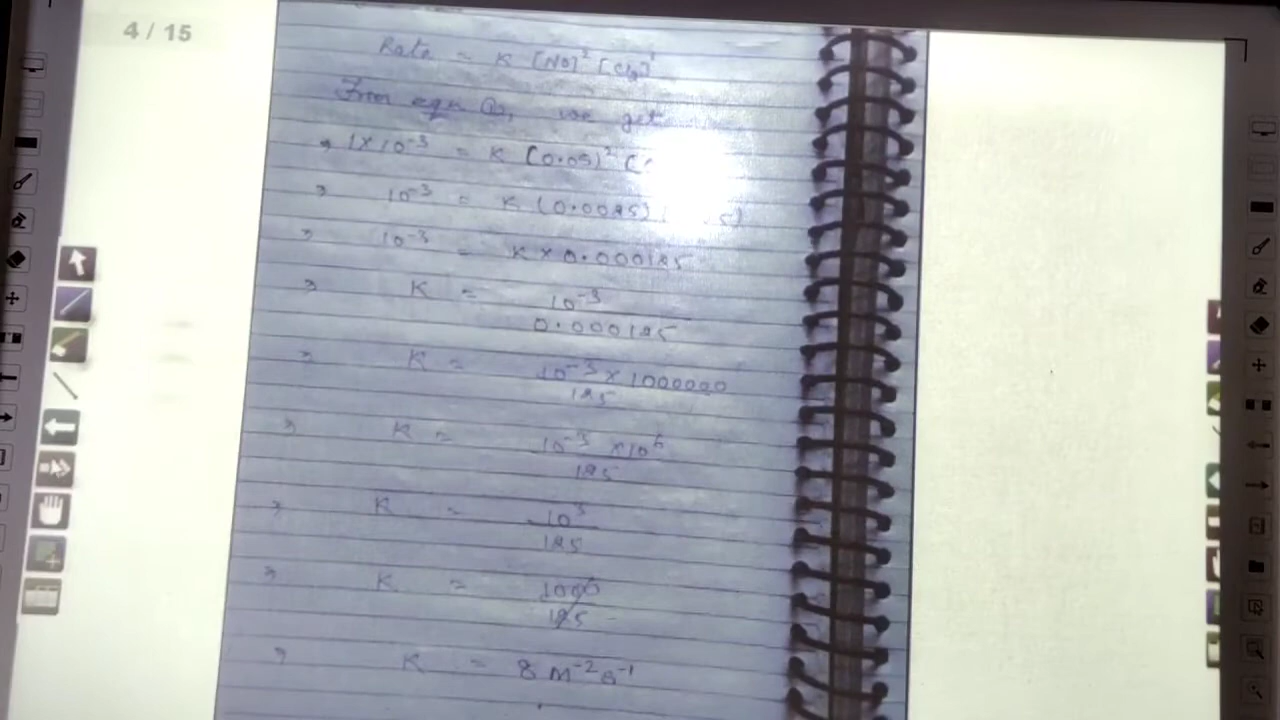 4 / 15
Rate = K [NO]² [Cl₂]¹
From eqn ①, we get
⇒ 1×10⁻³ = K (0.05)² (
⇒ 10⁻³ = K (0.0025) 5)
⇒ 10⁻³ = K × 0.000125
⇒ K = 10⁻³ / 0.000125
⇒ K = 10⁻³ × 1000000 / 125
⇒ K = 10⁻³ × 10⁶ / 125
⇒ K = 10³ / 125
⇒ K = 1000 / 125
⇒ K = 8 M⁻² s⁻¹